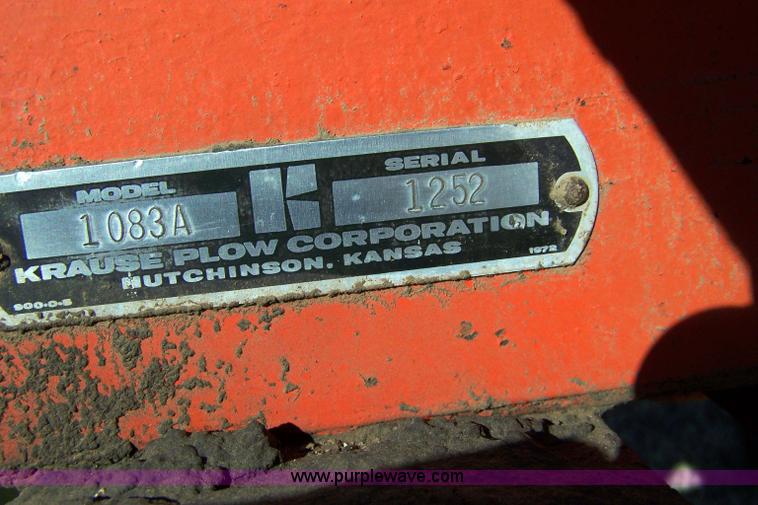 MODEL SERIAL
1083A K 1252
KRAUSE PLOW CORPORATION
HUTCHINSON, KANSAS 1972
900-0-5
www.purplewave.com